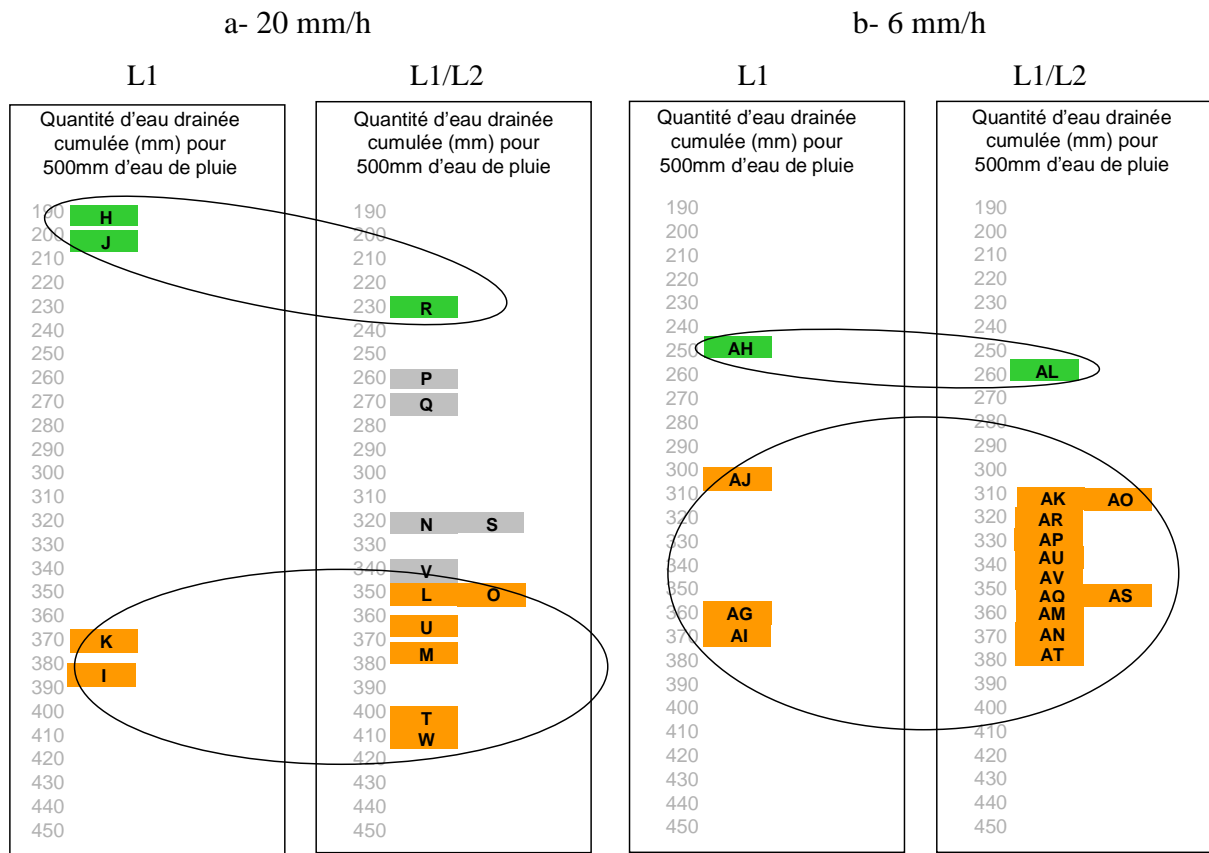 a- 20 mm/h
b- 6 mm/h
L1
L1/L2
L1
L1/L2
Quantité d'eau drainée
cumulée (mm) pour
500mm d'eau de pluie
190
H
200
J
210
220
230
240
250
260
270
280
290
300
310
320
330
340
350
360
370
K
380
I
390
400
410
420
430
440
450
Quantité d'eau drainée
cumulée (mm) pour
500mm d'eau de pluie
190
200
210
220
230
R
240
250
260
P
270
Q
280
290
300
310
320
N S
330
340
V
350
L O
360
U
370
M
380
390
400
T
410
W
420
430
440
450
Quantité d'eau drainée
cumulée (mm) pour
500mm d'eau de pluie
190
200
210
220
230
240
250
AH
260
270
280
290
300
AJ
310
320
330
340
350
360
AG
370
AI
380
390
400
410
420
430
440
450
Quantité d'eau drainée
cumulée (mm) pour
500mm d'eau de pluie
190
200
210
220
230
240
250
260
AL
270
280
290
300
310
AK AO
320
AR
330
AP
340
AU
AV
350
AQ AS
360
AM
370
AN
380
AT
390
400
410
420
430
440
450